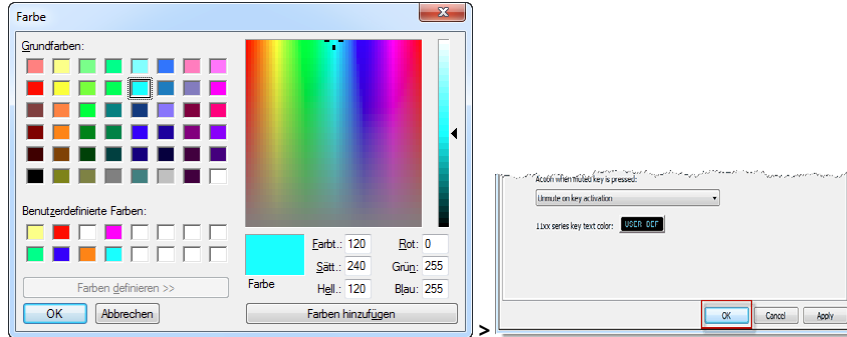 Farbe
Grundfarben:
Benutzerdefinierte Farben:
Farben definieren >>
OK
Abbrechen
Farbe
Farbt.: 120
Sätt.: 240
Hell.: 120
Rot: 0
Grün: 255
Blau: 255
Farben hinzufügen
>
Action when muted key is pressed:
Unmute on key activation
11xx series key text color: USER DEF
OK
Cancel
Apply